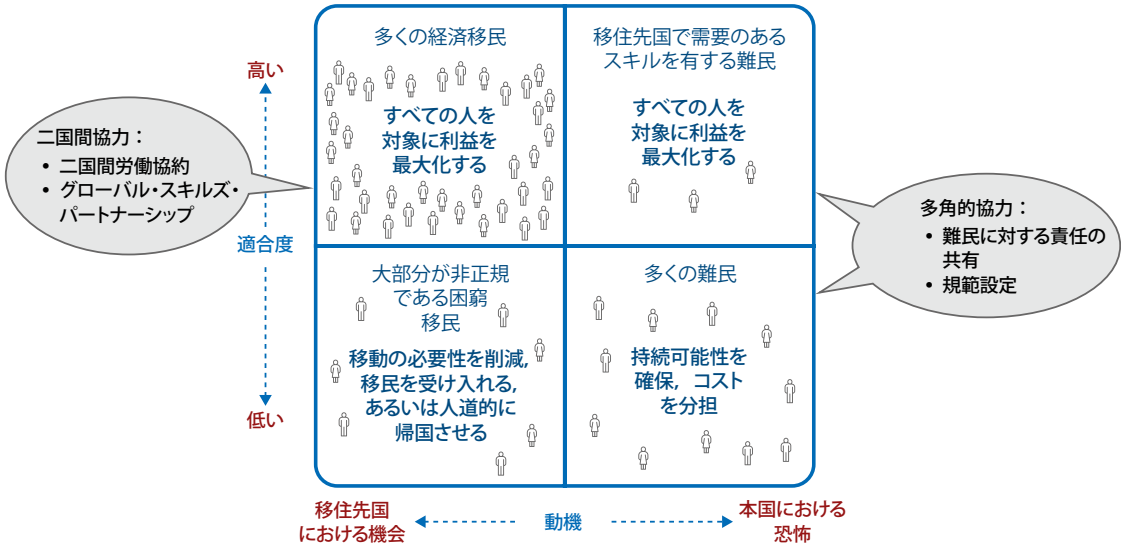 多くの経済移民
すべての人を
対象に利益を
最大化する
移住先国で需要のある
スキルを有する難民
すべての人を
対象に利益を
最大化する
高い
適合度
低い
二国間協力：
• 二国間労働協約
• グローバル・スキルズ・
パートナーシップ
多角的協力：
• 難民に対する責任の
共有
• 規範設定
大部分が非正規
である困窮
移民
移動の必要性を削減，
移民を受け入れる，
あるいは人道的に
帰国させる
多くの難民
持続可能性を
確保， コスト
を分担
移住先国
における機会
動機
本国における
恐怖